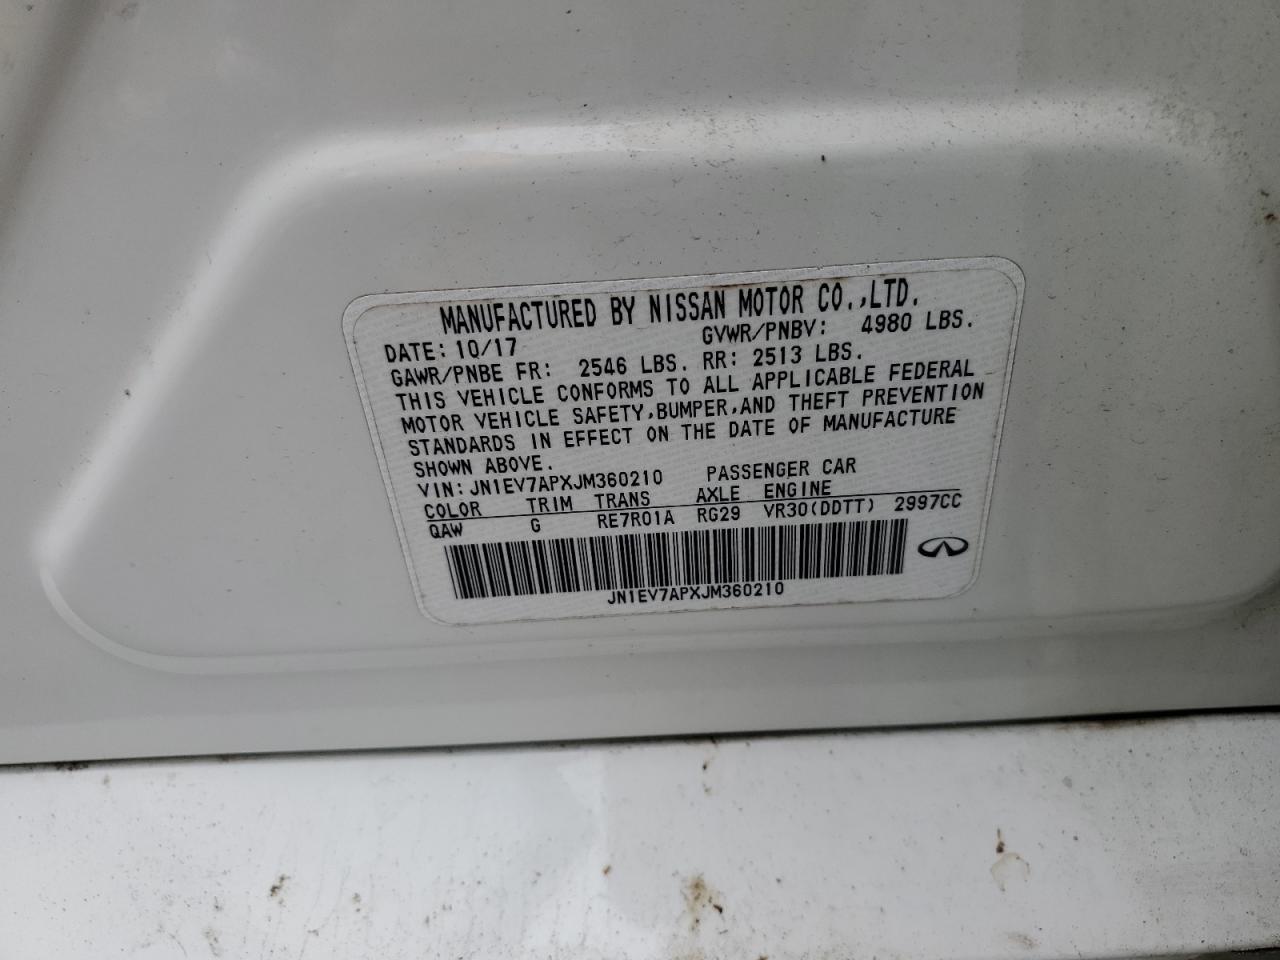 MANUFACTURED BY NISSAN MOTOR CO.,LTD.
DATE: 10/17 GVWR/PNBV: 4980 LBS.
GAWR/PNBE FR: 2546 LBS. RR: 2513 LBS.
THIS VEHICLE CONFORMS TO ALL APPLICABLE FEDERAL
MOTOR VEHICLE SAFETY,BUMPER,AND THEFT PREVENTION
STANDARDS IN EFFECT ON THE DATE OF MANUFACTURE
SHOWN ABOVE.
VIN: JN1EV7APXJM360210 PASSENGER CAR
COLOR TRIM TRANS AXLE ENGINE
QAW G RE7R01A RG29 VR30(DDTT) 2997CC
JN1EV7APXJM360210